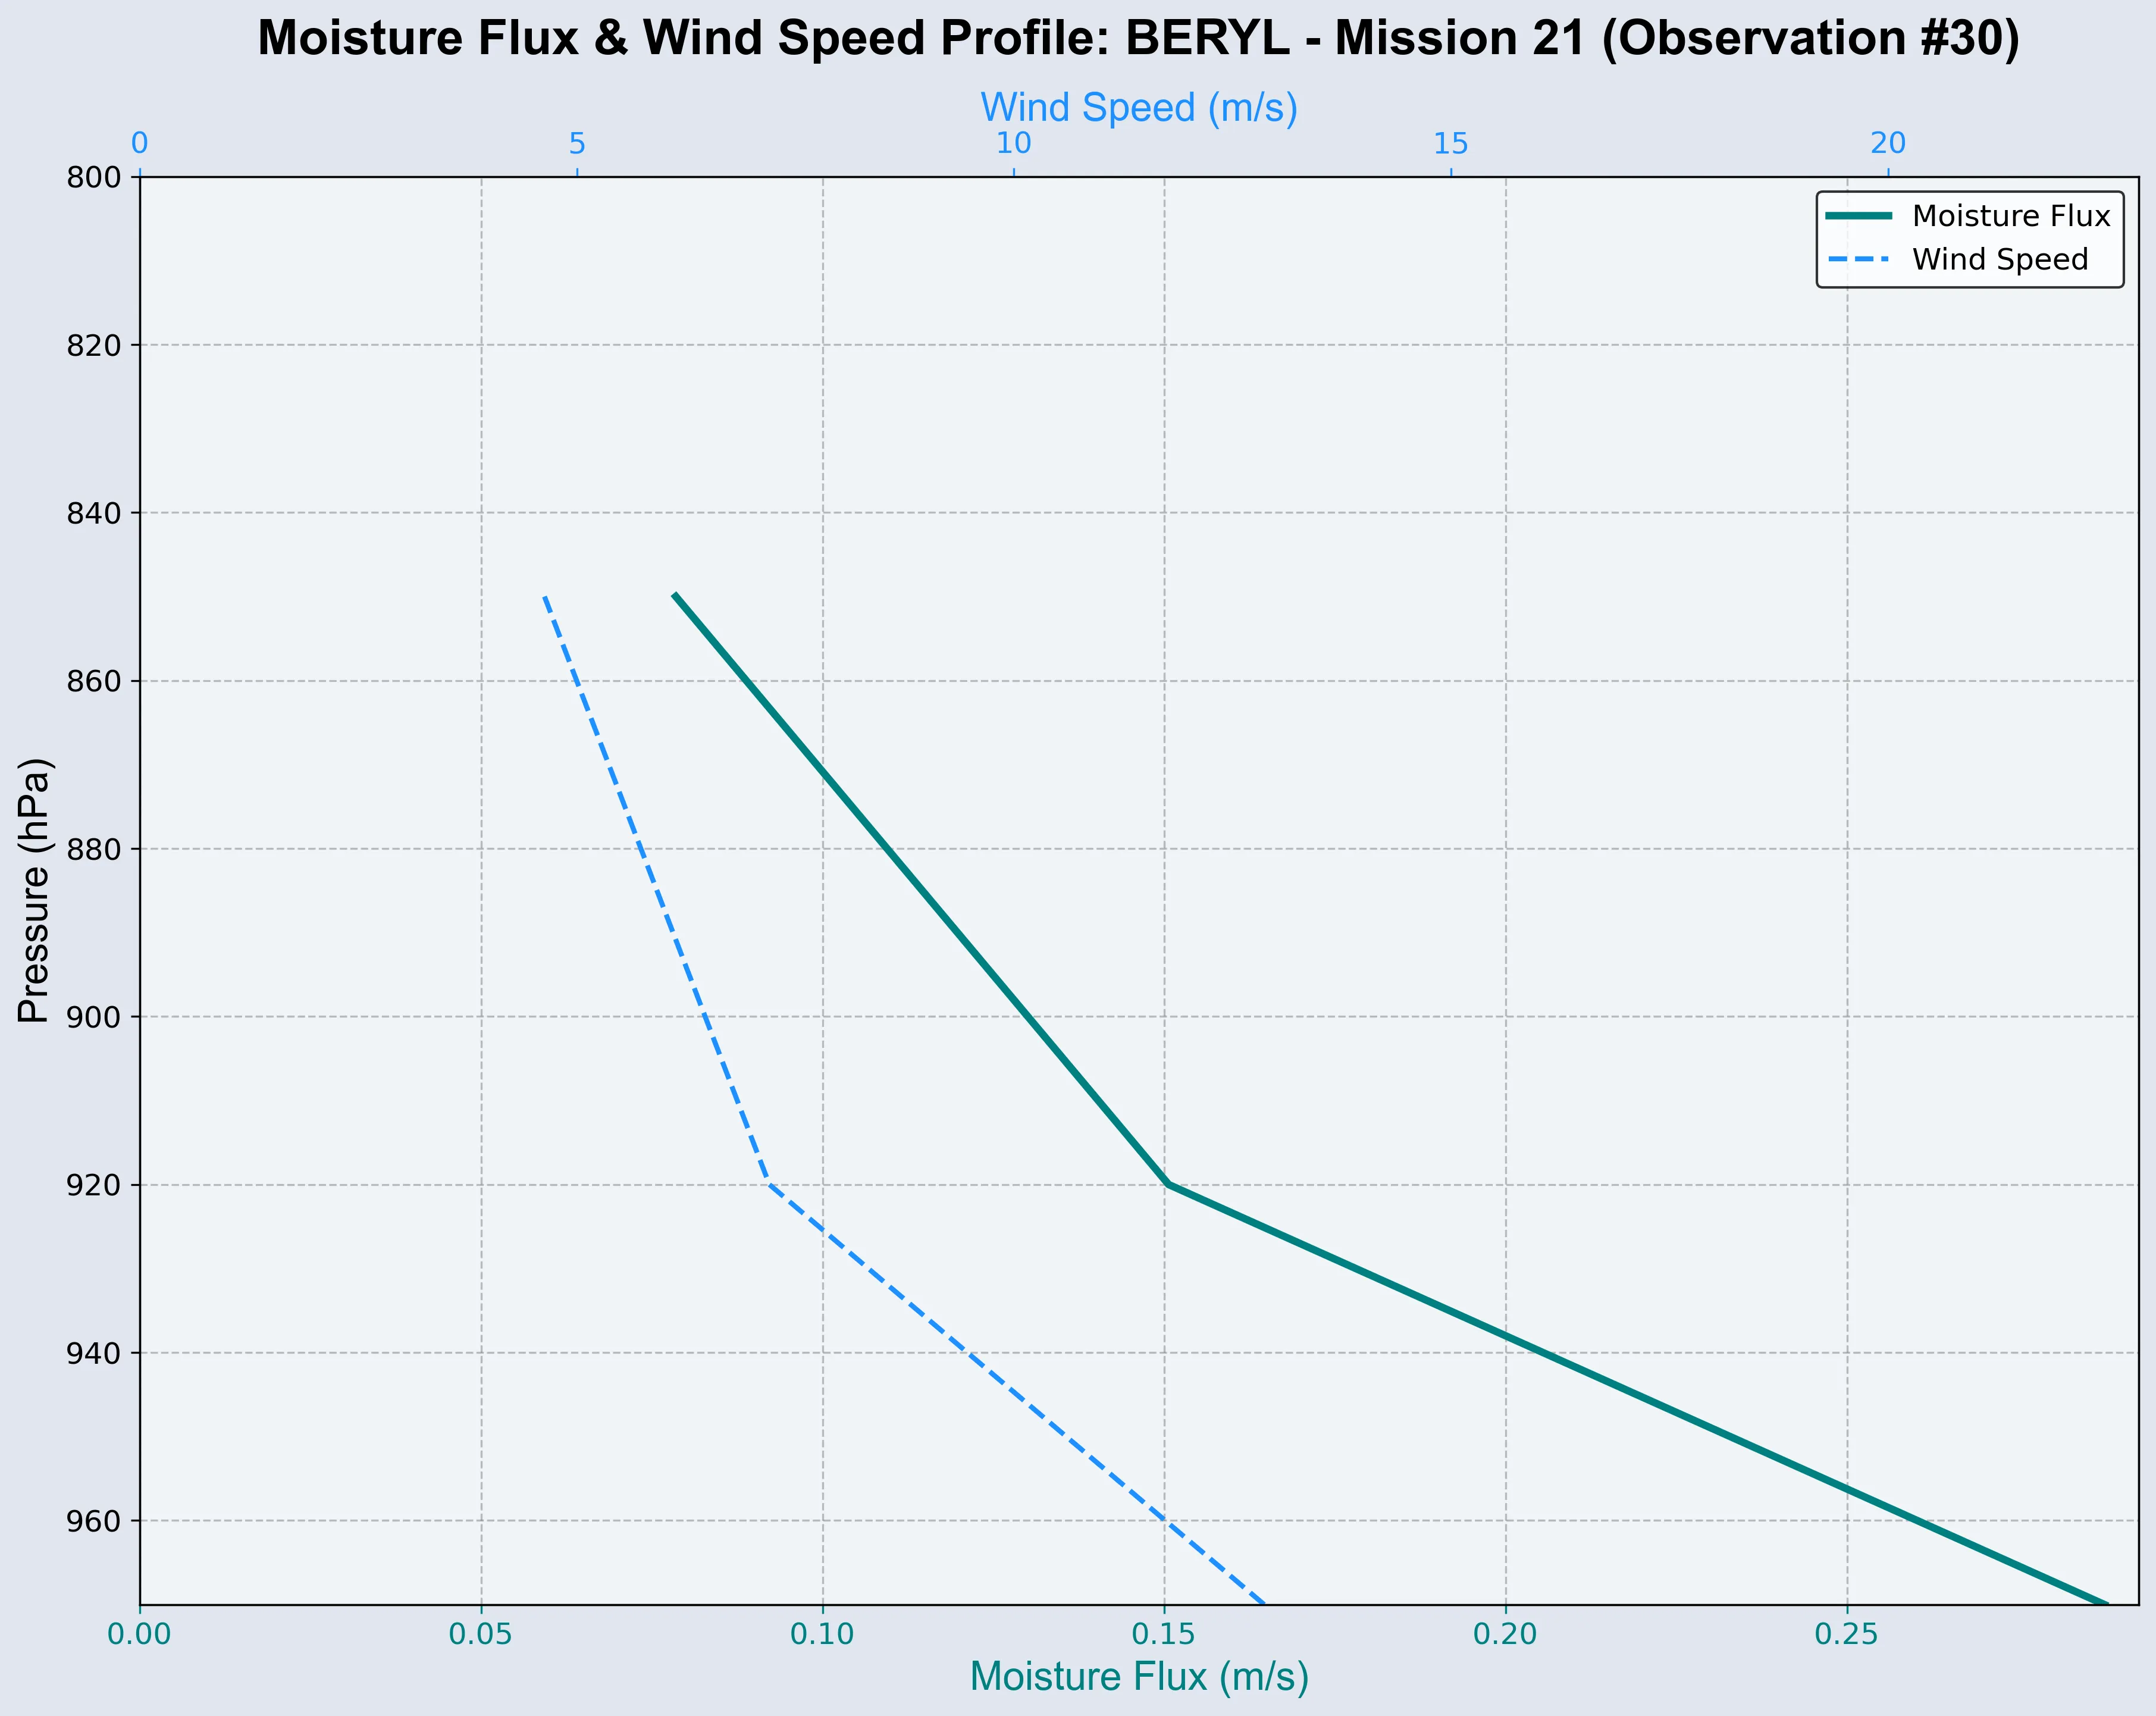 Moisture Flux & Wind Speed Profile: BERYL - Mission 21 (Observation #30)
Wind Speed (m/s)
0 5 10 15 20
Moisture Flux
Wind Speed
Pressure (hPa)
800
820
840
860
880
900
920
940
960
0.00 0.05 0.10 0.15 0.20 0.25
Moisture Flux (m/s)